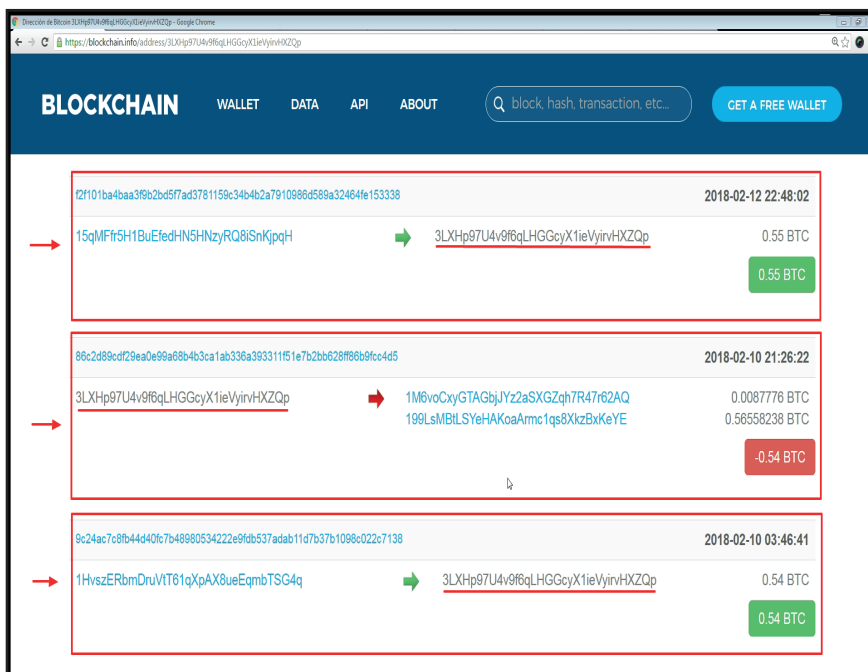 Dirección de Bitcoin 3LXHp97U4v9f6qLHGGcyX1ieVyirvHXZQp - Google Chrome
https://blockchain.info/address/3LXHp97U4v9f6qLHGGcyX1ieVyirvHXZQp
BLOCKCHAIN WALLET DATA API ABOUT block, hash, transaction, etc... GET A FREE WALLET
f2f101ba4baa3f9b2bd5f7ad3781159c34b4b2a7910986d589a32464fe153338 2018-02-12 22:48:02
15qMFfr5H1BuEfedHN5HNzyRQ8iSnKjpqH 3LXHp97U4v9f6qLHGGcyX1ieVyirvHXZQp 0.55 BTC
0.55 BTC
86c2d89cdf29ea0e99a68b4b3ca1ab336a393311f51e7b2bb628ff86b9fcc4d5 2018-02-10 21:26:22
3LXHp97U4v9f6qLHGGcyX1ieVyirvHXZQp 1M6voCxyGTAGbjJYz2aSXGZqh7R47r62AQ 0.0087776 BTC
199LsMBtLSYeHAKoaArmc1qs8XkzBxKeYE 0.56558238 BTC
-0.54 BTC
9c24ac7c8fb44d40fc7b48980534222e9fdb537adab11d7b37b1098c022c7138 2018-02-10 03:46:41
1HvszERbmDruVtT61qXpAX8ueEqmbTSG4q 3LXHp97U4v9f6qLHGGcyX1ieVyirvHXZQp 0.54 BTC
0.54 BTC